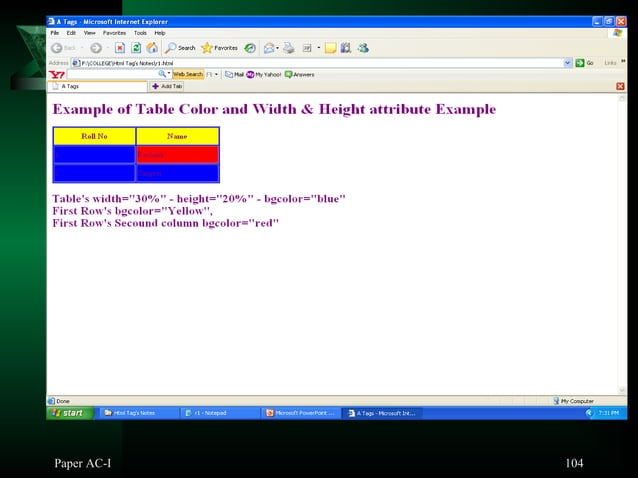 A Tags - Microsoft Internet Explorer
File Edit View Favorites Tools Help
Back Search Favorites
Address F:\COLLEGE\Html Tag's Notes\r1.html Go Links »
Y! Web Search Mail My Yahoo! Answers
A Tags Add Tab
Example of Table Color and Width & Height attribute Example
Roll No Name
Table's width="30%" - height="20%" - bgcolor="blue"
First Row's bgcolor="Yellow",
First Row's Secound column bgcolor="red"
Done My Computer
start Html Tag's Notes r1 - Notepad Microsoft PowerPoint ... A Tags - Microsoft Int... 7:31 PM
Paper AC-I 104